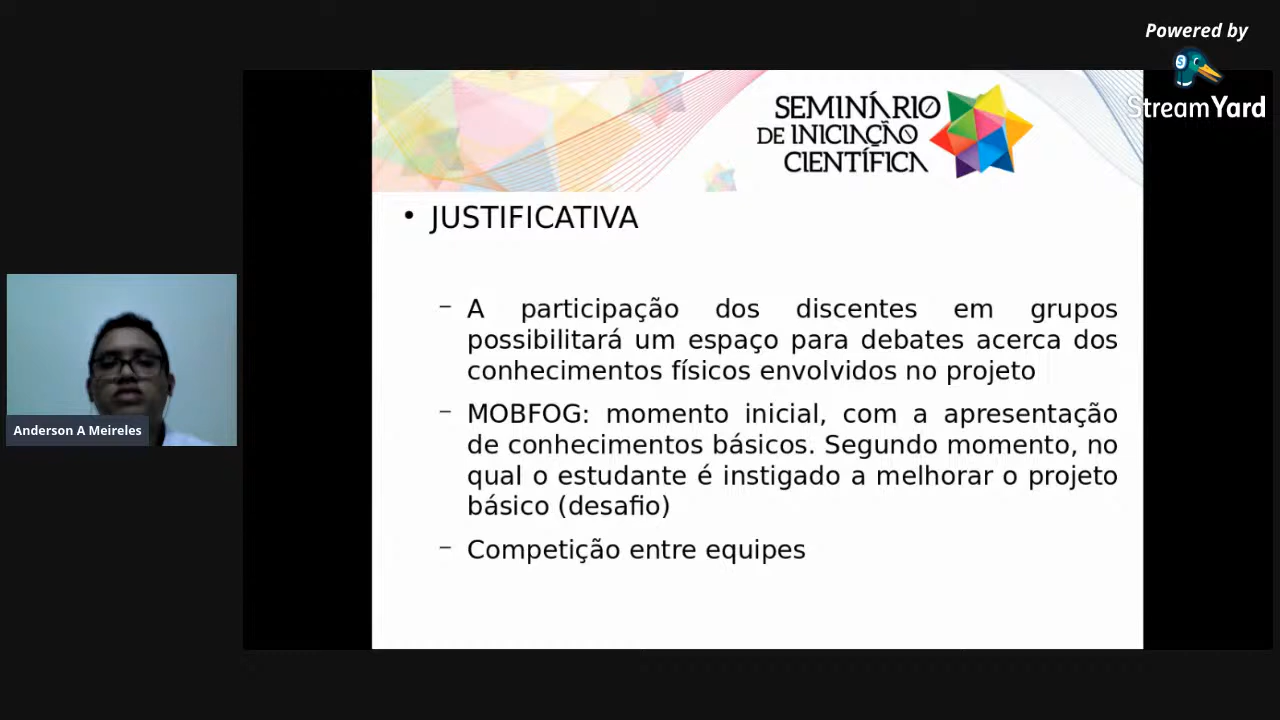 Powered by
StreamYard
SEMINÁRIO
DE INICIAÇÃO
CIENTÍFICA
• JUSTIFICATIVA
– A participação dos discentes em grupos
possibilitará um espaço para debates acerca dos
conhecimentos físicos envolvidos no projeto
– MOBFOG: momento inicial, com a apresentação
de conhecimentos básicos. Segundo momento, no
qual o estudante é instigado a melhorar o projeto
básico (desafio)
– Competição entre equipes
Anderson A Meireles